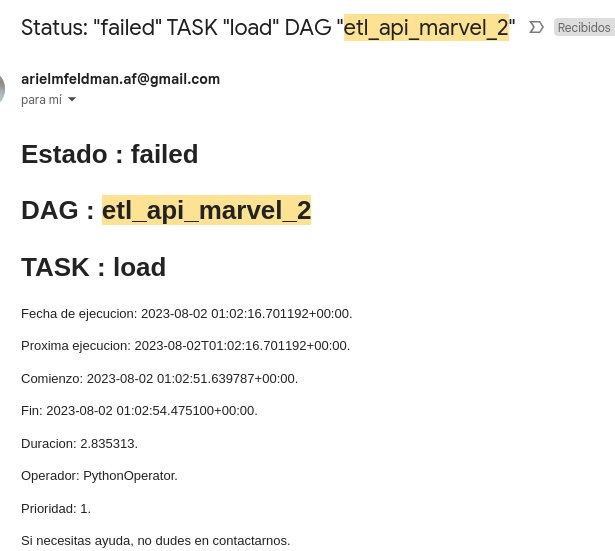 Status: "failed" TASK "load" DAG "etl_api_marvel_2" Recibidos
arielmfeldman.af@gmail.com
para mí
Estado : failed
DAG : etl_api_marvel_2
TASK : load
Fecha de ejecucion: 2023-08-02 01:02:16.701192+00:00.
Proxima ejecucion: 2023-08-02T01:02:16.701192+00:00.
Comienzo: 2023-08-02 01:02:51.639787+00:00.
Fin: 2023-08-02 01:02:54.475100+00:00.
Duracion: 2.835313.
Operador: PythonOperator.
Prioridad: 1.
Si necesitas ayuda, no dudes en contactarnos.